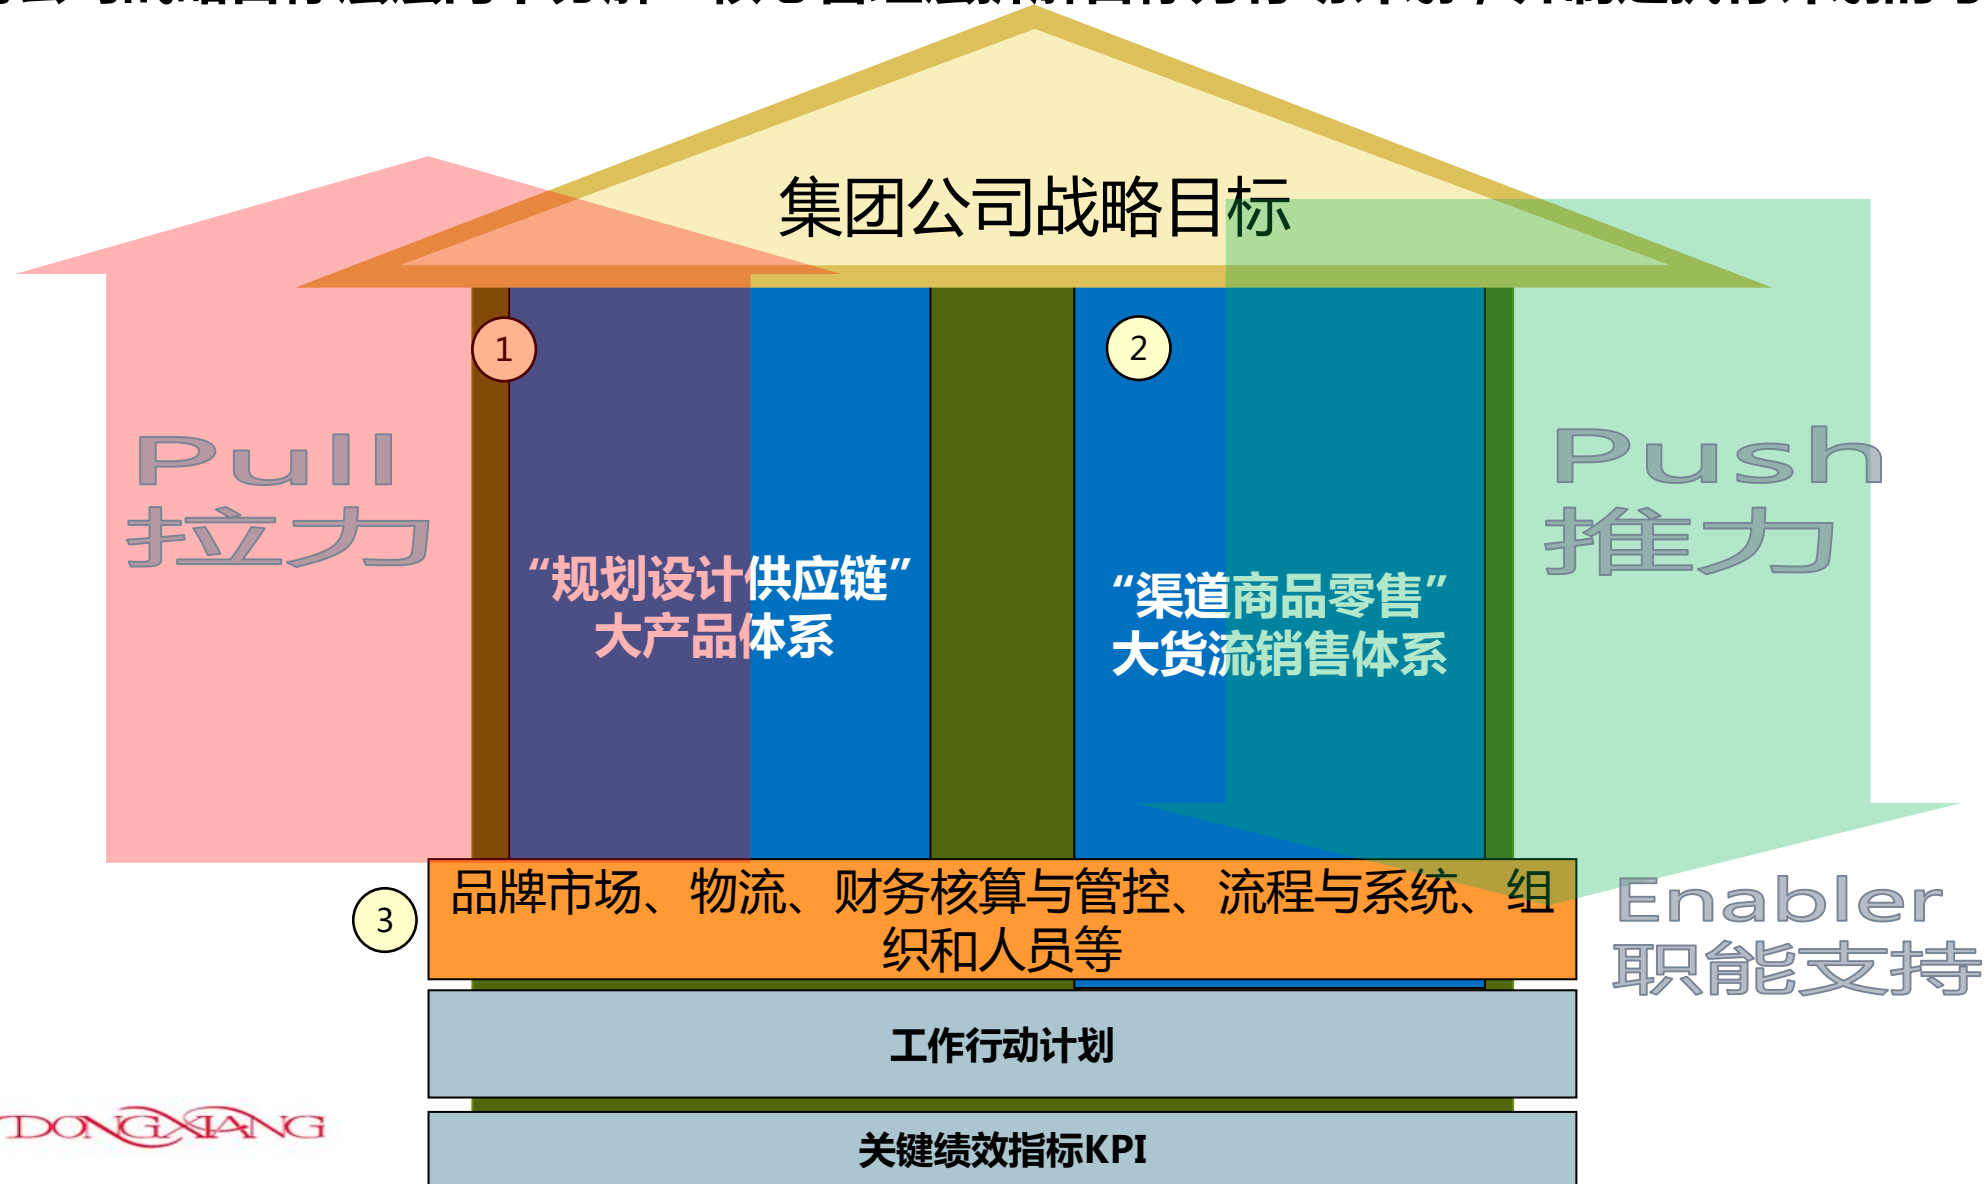 集团公司战略目标
1
2
Pull
拉力
Push
推力
“规划设计供应链”
大产品体系
“渠道商品零售”
大货流销售体系
3
品牌市场、物流、财务核算与管控、流程与系统、组
织和人员等
Enabler
职能支持
工作行动计划
DONGXIANG
关键绩效指标KPI